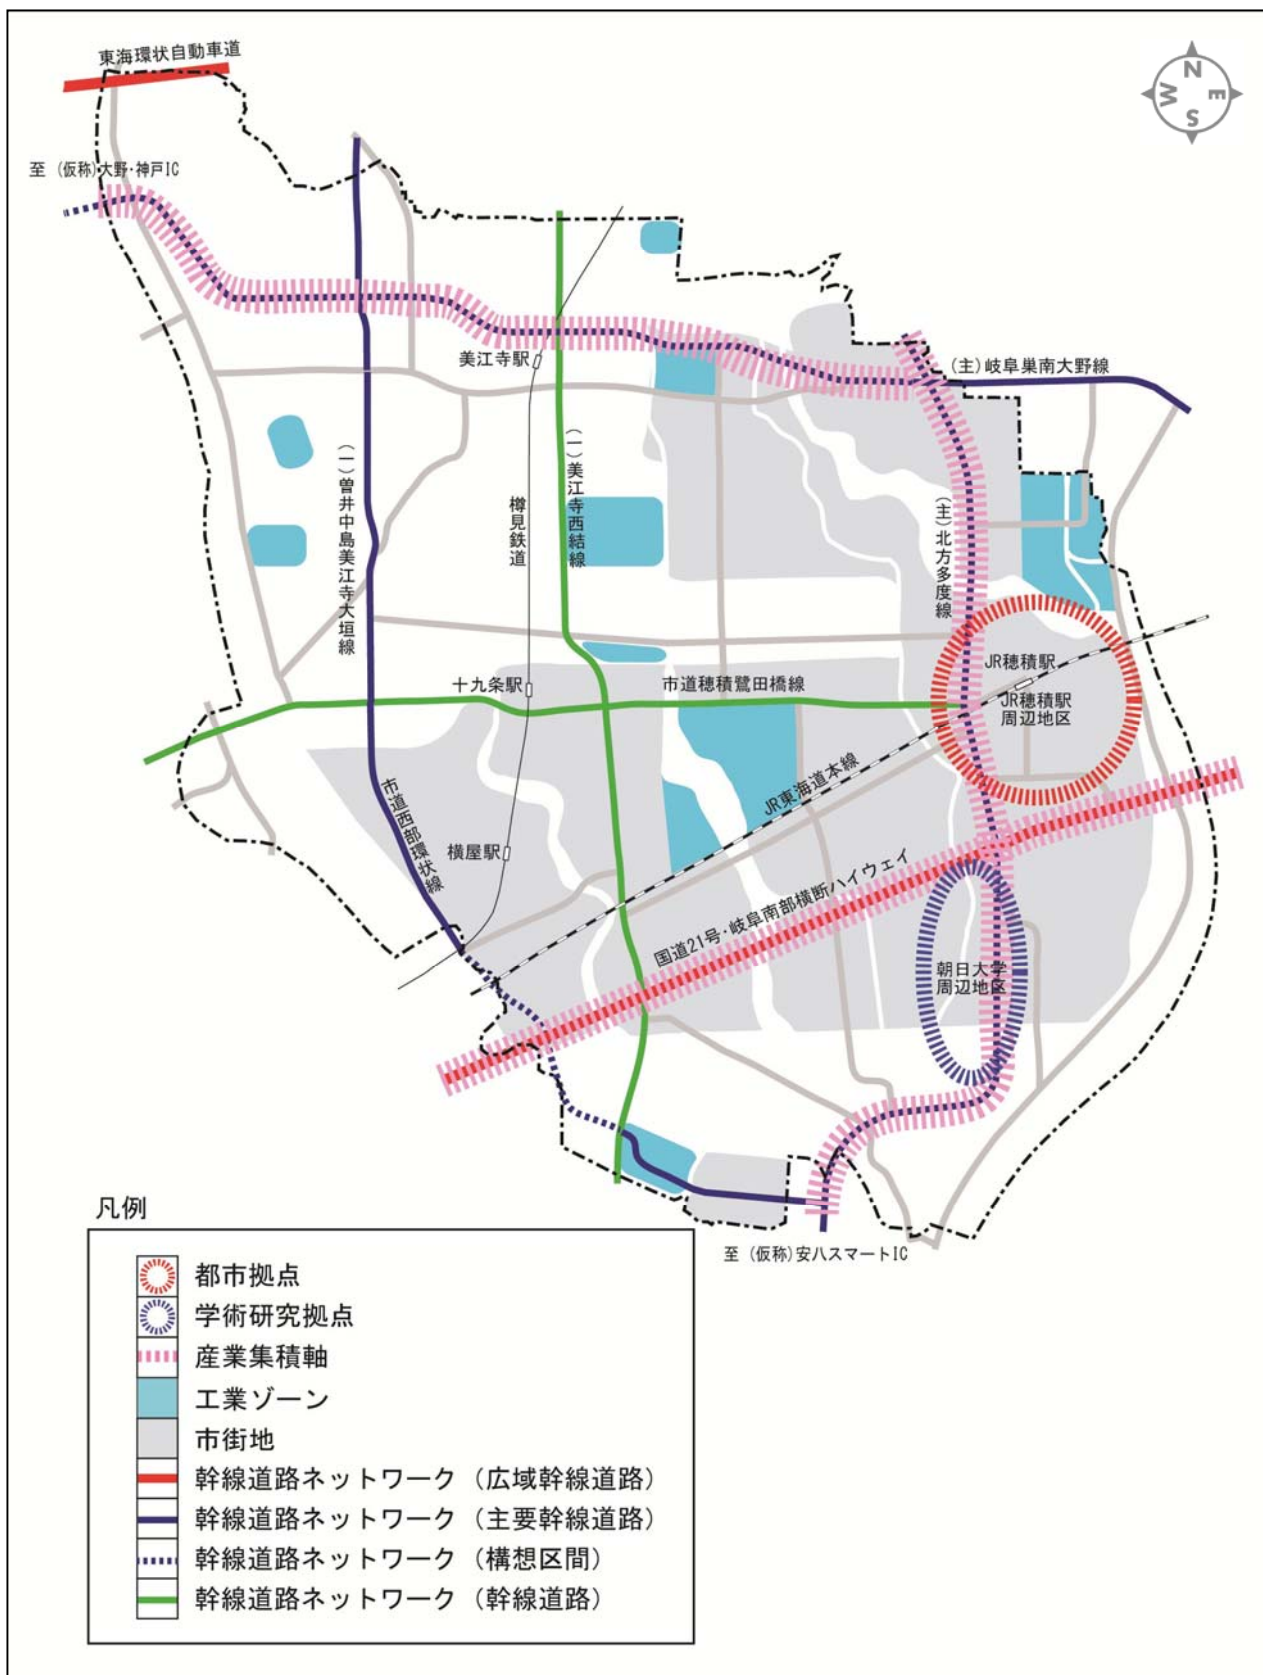 東海環状自動車道
N
E
S
W
至（仮称）大野・神戸IC
美江寺駅
（主）岐阜巣南大野線
（一）曽井中島美江寺大垣線
樽見鉄道
（一）美江寺西結線
（主）北方多度線
十九条駅
市道穂積鷺田橋線
JR穂積駅
JR穂積駅
周辺地区
市道西部環状線
横屋駅
JR東海道本線
国道21号・岐阜南部横断ハイウェイ
朝日大学
周辺地区
至（仮称）安八スマートIC
凡例
都市拠点
学術研究拠点
産業集積軸
工業ゾーン
市街地
幹線道路ネットワーク（広域幹線道路）
幹線道路ネットワーク（主要幹線道路）
幹線道路ネットワーク（構想区間）
幹線道路ネットワーク（幹線道路）